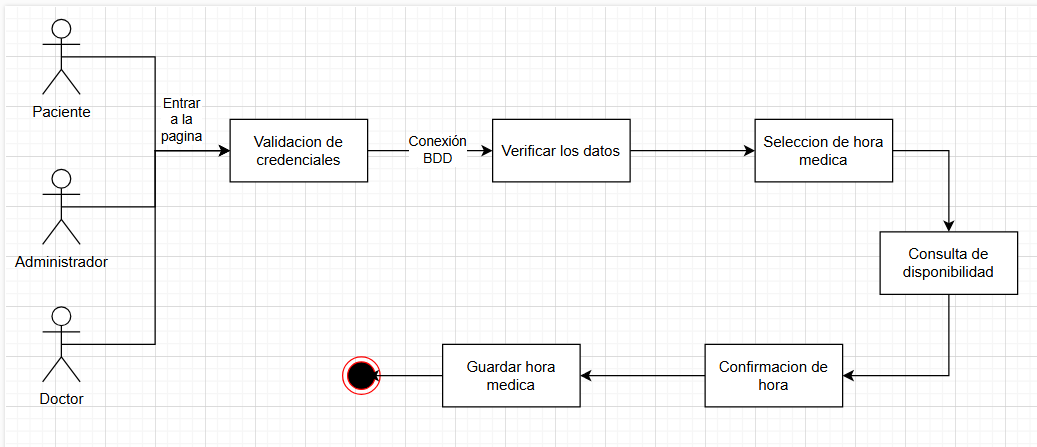 Paciente
Entrar
a la
pagina
Validacion de
credenciales
Conexión
BDD
Verificar los datos
Seleccion de hora
medica
Administrador
Consulta de
disponibilidad
Doctor
Guardar hora
medica
Confirmacion de
hora